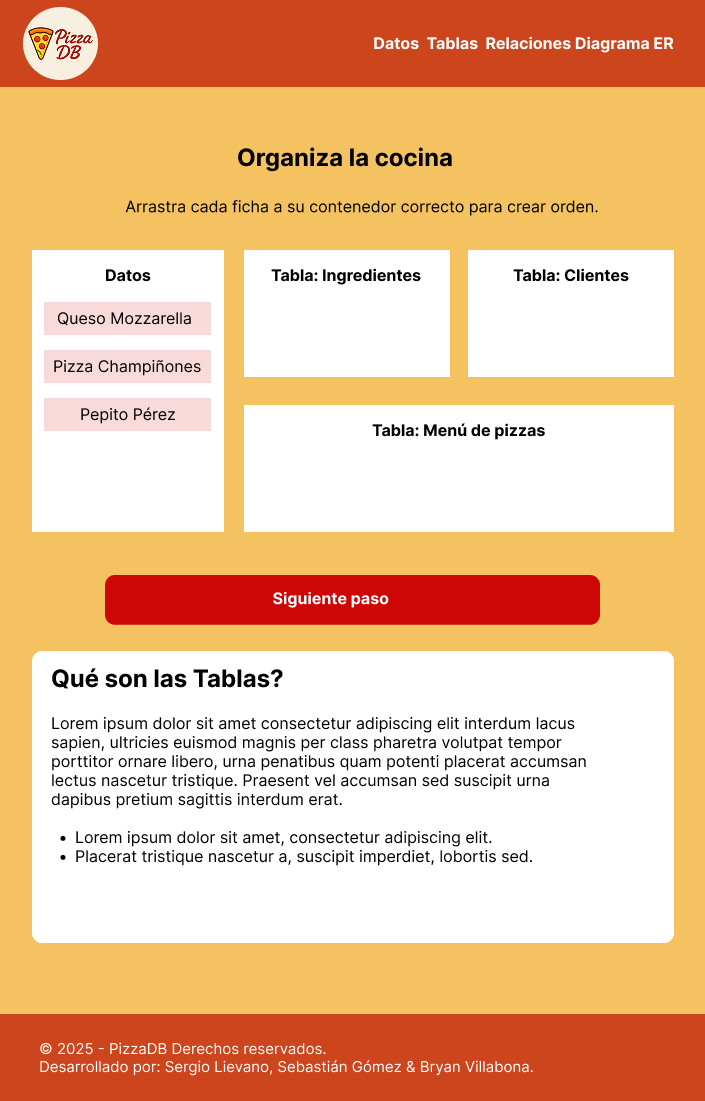 Pizza
DB
Datos Tablas Relaciones Diagrama ER
Organiza la cocina
Arrastra cada ficha a su contenedor correcto para crear orden.
Datos
Queso Mozzarella
Pizza Champiñones
Pepito Pérez
Tabla: Ingredientes
Tabla: Clientes
Tabla: Menú de pizzas
Siguiente paso
Qué son las Tablas?
Lorem ipsum dolor sit amet consectetur adipiscing elit interdum lacus
sapien, ultricies euismod magnis per class pharetra volutpat tempor
porttitor ornare libero, urna penatibus quam potenti placerat accumsan
lectus nascetur tristique. Praesent vel accumsan sed suscipit urna
dapibus pretium sagittis interdum erat.
• Lorem ipsum dolor sit amet, consectetur adipiscing elit.
• Placerat tristique nascetur a, suscipit imperdiet, lobortis sed.
© 2025 - PizzaDB Derechos reservados.
Desarrollado por: Sergio Lievano, Sebastián Gómez & Bryan Villabona.